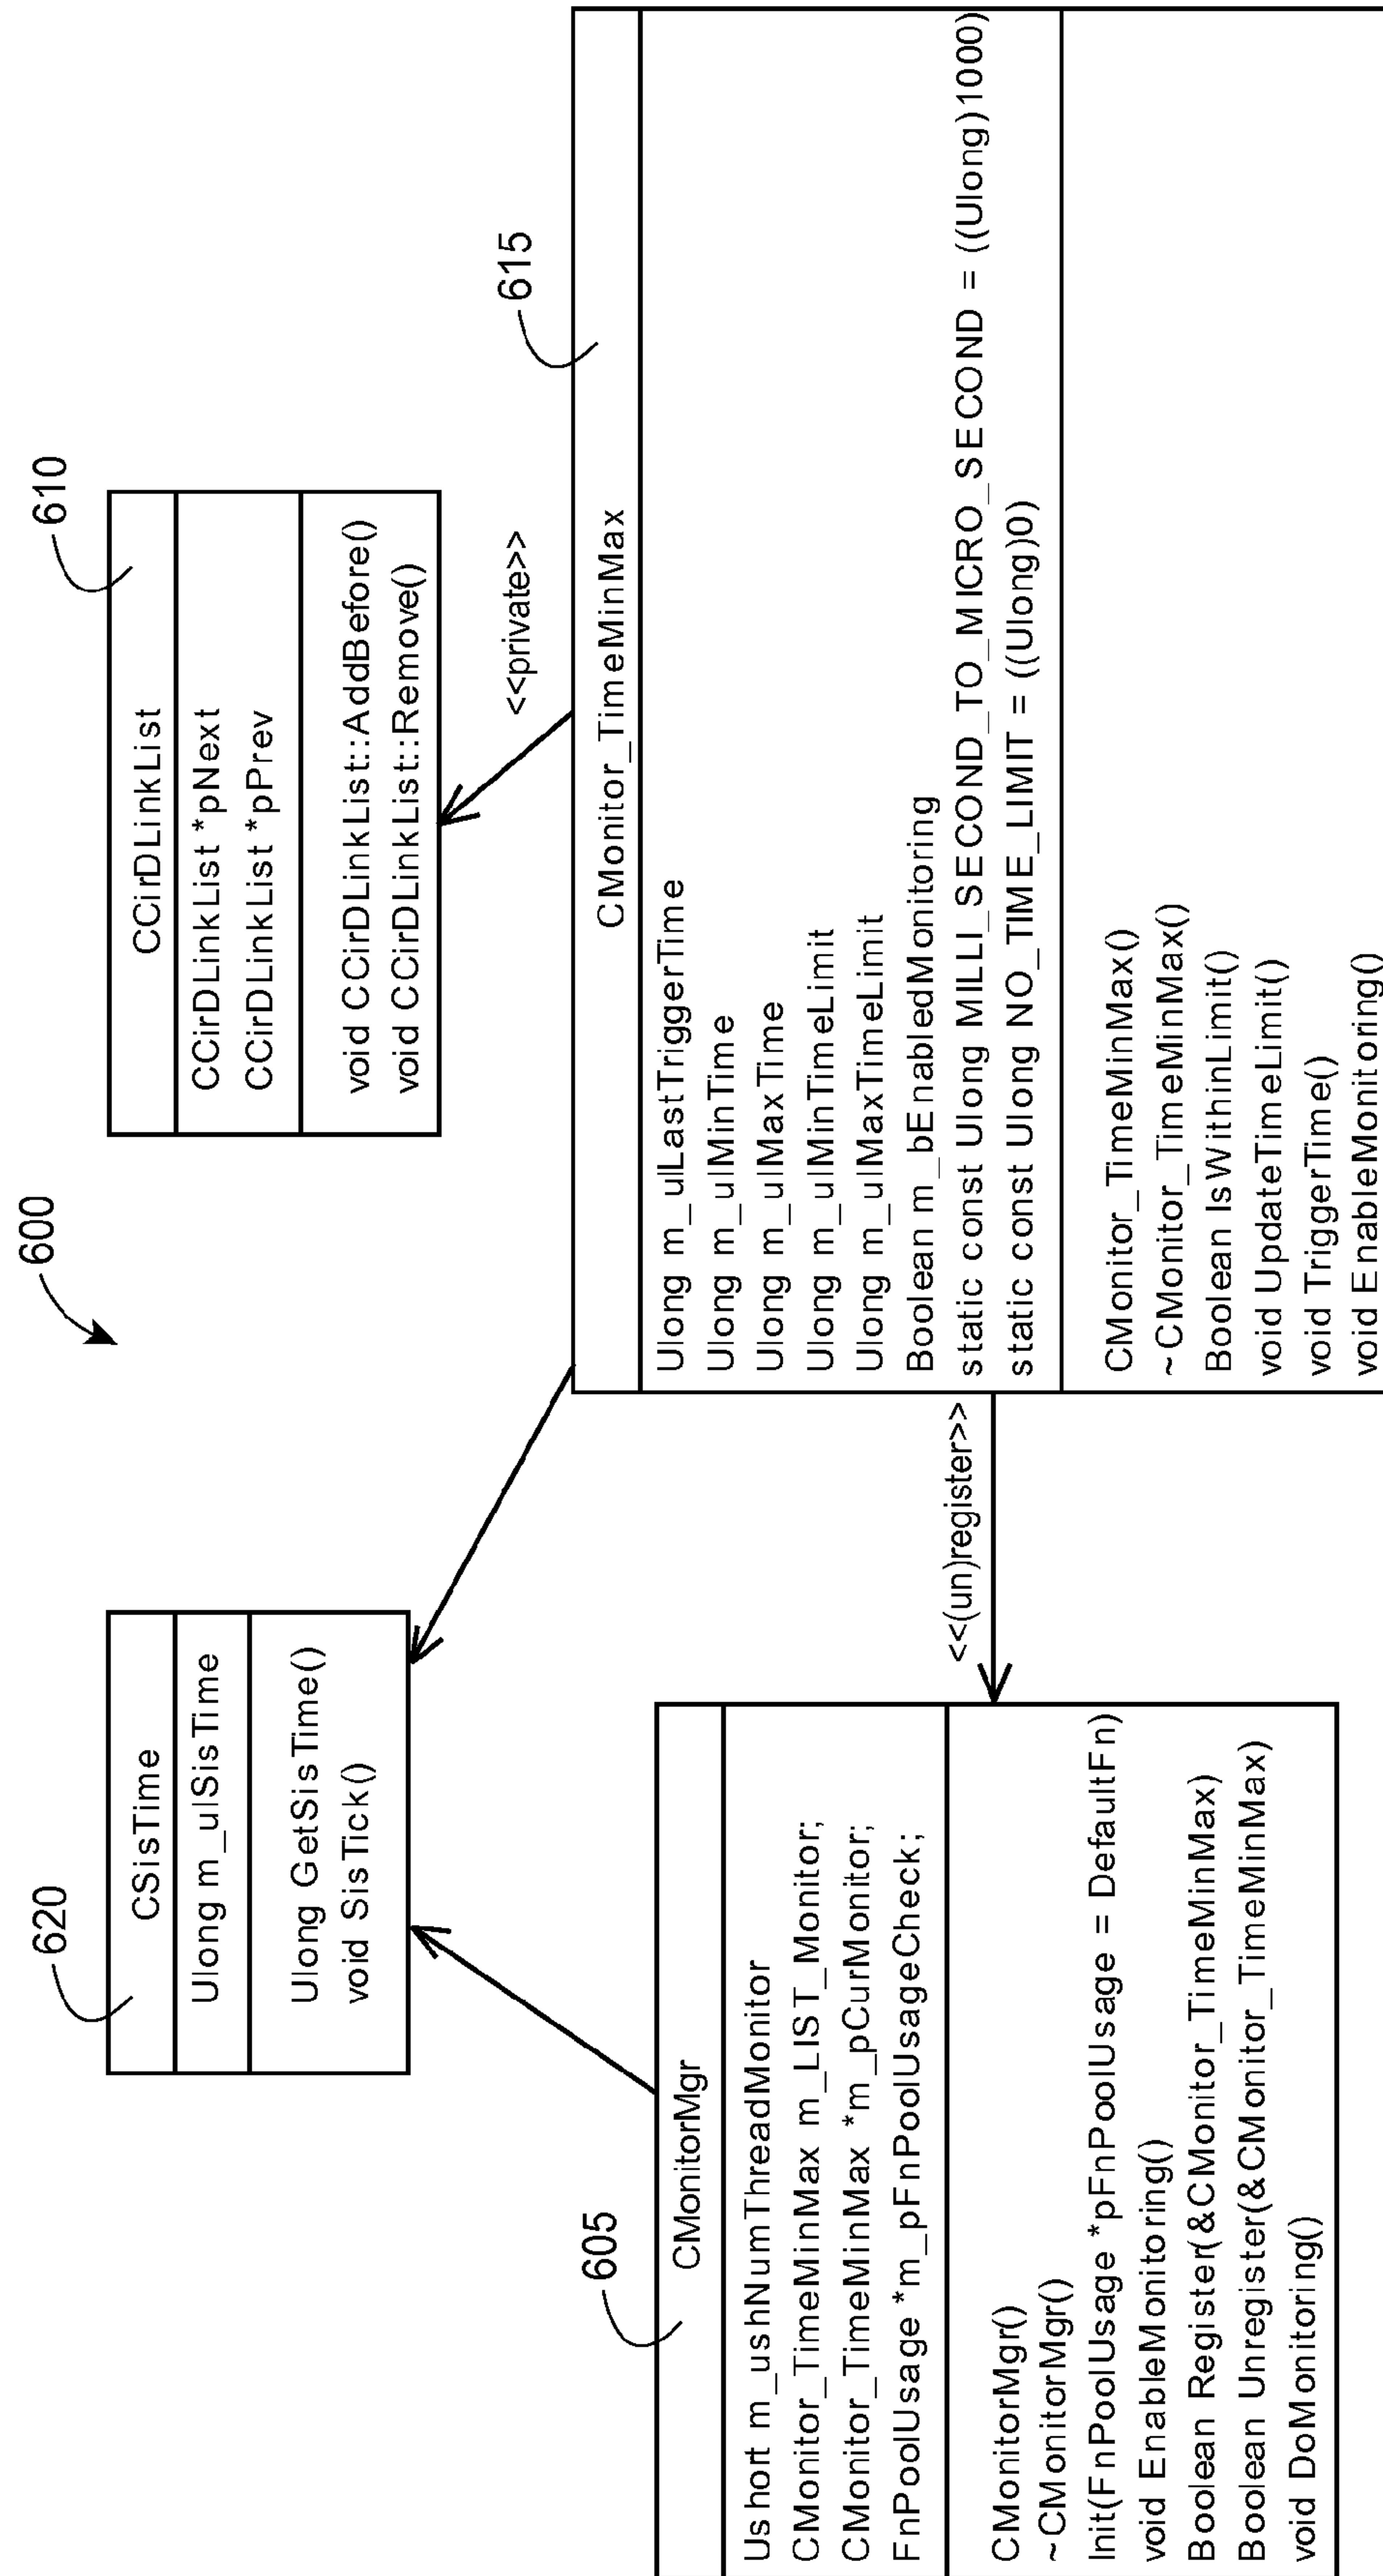 600
620
CSisTime
Ulong m_ulSisTime
Ulong GetSisTime()
void SisTick()
610
CCirDLinkList
CCirDLinkList *pNext
CCirDLinkList *pPrev
void CCirDLinkList::AddBefore()
void CCirDLinkList::Remove()
<<private>>
605
CMonitorMgr
Ushort m_ushNumThreadMonitor
CMonitor_TimeMinMax m_LIST_Monitor;
CMonitor_TimeMinMax *m_pCurMonitor;
FnPoolUsage *m_pFnPoolUsageCheck;
CMonitorMgr()
~CMonitorMgr()
Init(FnPoolUsage *pFnPoolUsage = DefaultFn)
void EnableMonitoring()
Boolean Register(&CMonitor_TimeMinMax)
Boolean Unregister(&CMonitor_TimeMinMax)
void DoMonitoring()
<<(un)register>>
615
CMonitor_TimeMinMax
Ulong m_ulLastTriggerTime
Ulong m_ulMinTime
Ulong m_ulMaxTime
Ulong m_ulMinTimeLimit
Ulong m_ulMaxTimeLimit
Boolean m_bEnabledMonitoring
static const Ulong MILLI_SECOND_TO_MICRO_SECOND = ((Ulong)1000)
static const Ulong NO_TIME_LIMIT = ((Ulong)0)
CMonitor_TimeMinMax()
~CMonitor_TimeMinMax()
Boolean IsWithinLimit()
void UpdateTimeLimit()
void TriggerTime()
void EnableMonitoring()